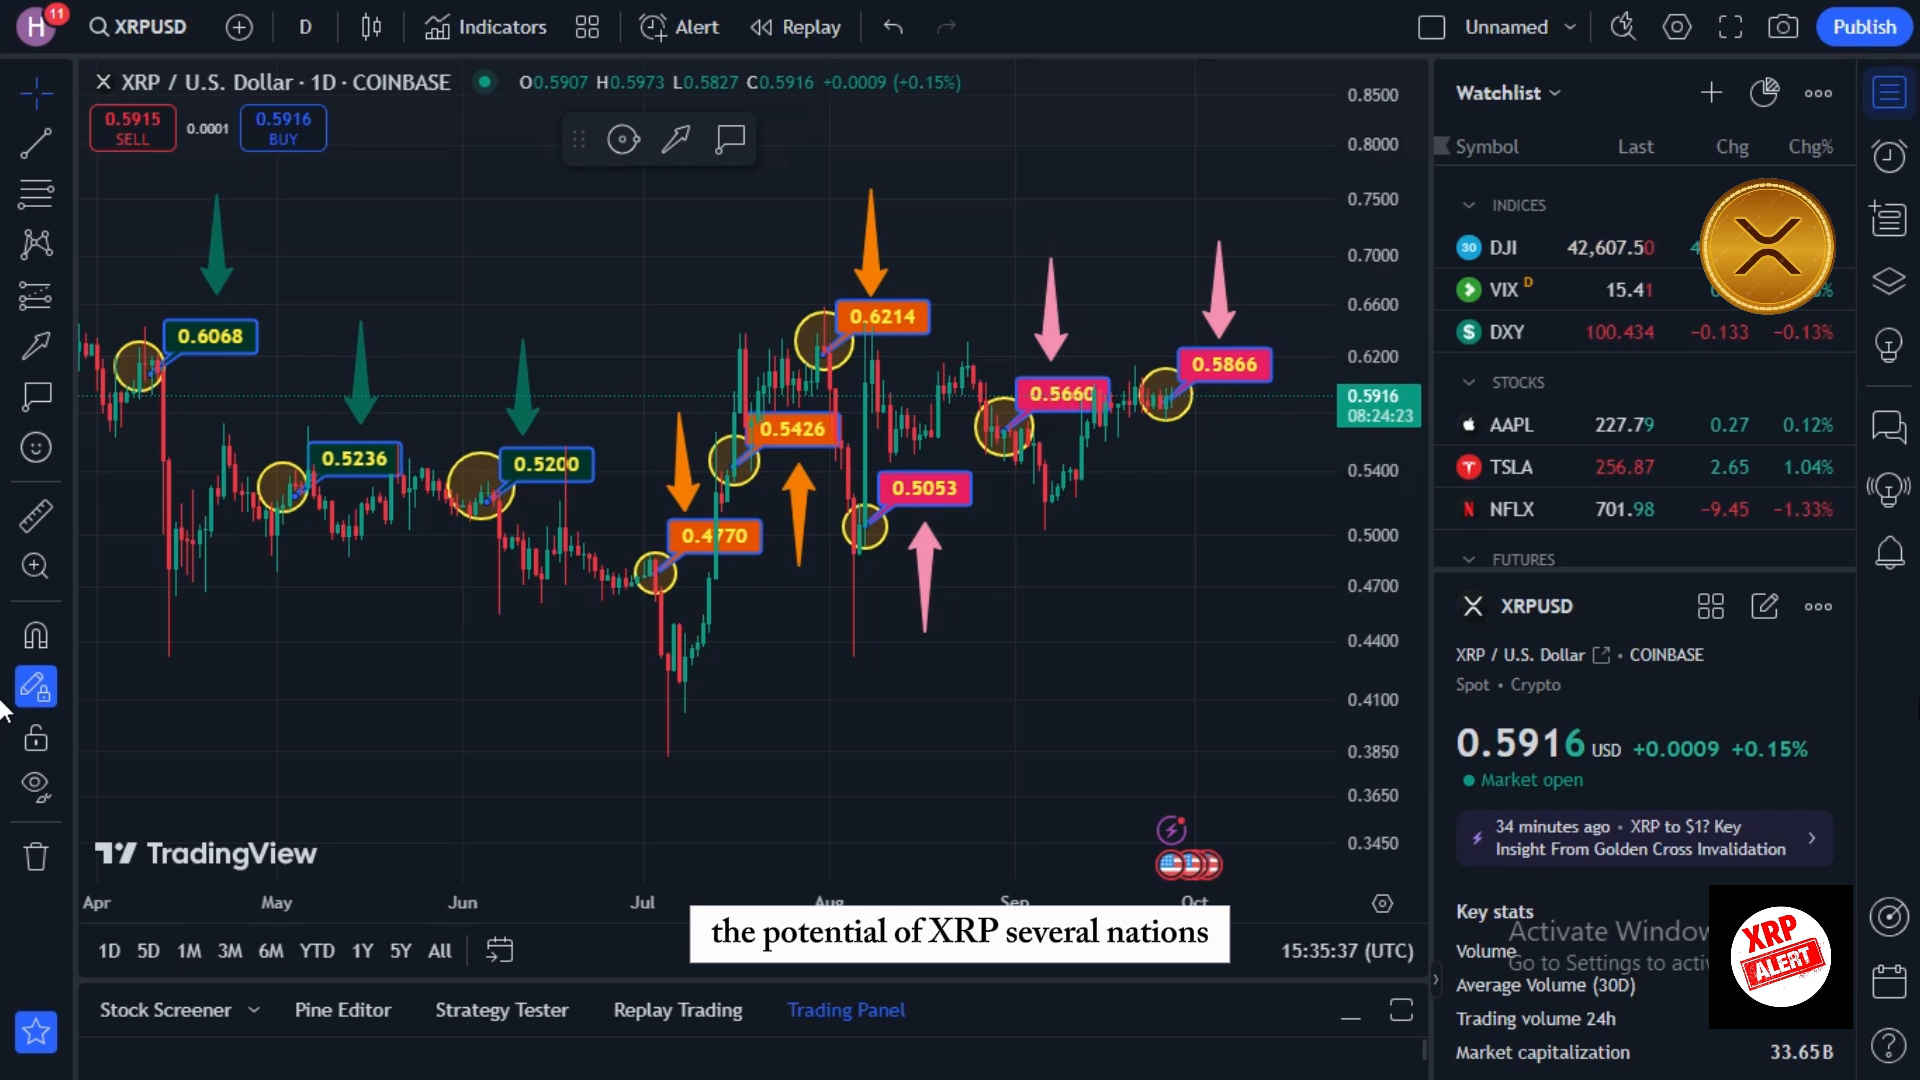 H 11 XRPUSD D Indicators Alert Replay Unnamed Publish
XRP / U.S. Dollar · 1D · COINBASE O0.5907 H0.5973 L0.5827 C0.5916 +0.0009 (+0.15%)
0.5915 SELL
0.0001
0.5916 BUY
0.6068
0.5236
0.5200
0.4770
0.5426
0.6214
0.5053
0.5660
0.5866
0.8500
0.8000
0.7500
0.7000
0.6600
0.6200
0.5916
08:24:23
0.5400
0.5000
0.4700
0.4400
0.4100
0.3850
0.3650
0.3450
TradingView
Apr May Jun Jul Aug Sep Oct
the potential of XRP several nations
1D 5D 1M 3M 6M YTD 1Y 5Y All
15:35:37 (UTC)
Stock Screener Pine Editor Strategy Tester Replay Trading Trading Panel
Watchlist
Symbol Last Chg Chg%
INDICES
30 DJI 42,607.50 4
VIX D 15.41 %
DXY 100.434 −0.133 −0.13%
STOCKS
AAPL 227.79 0.27 0.12%
TSLA 256.87 2.65 1.04%
NFLX 701.98 −9.45 −1.33%
FUTURES
XRPUSD
XRP / U.S. Dollar • COINBASE
Spot • Crypto
0.5916 USD +0.0009 +0.15%
Market open
34 minutes ago • XRP to $1? Key
Insight From Golden Cross Invalidation
Key stats
Activate Window
Volume
Go to Settings to acti
Average Volume (30D)
Trading volume 24h
Market capitalization 33.65B
XRP
ALERT